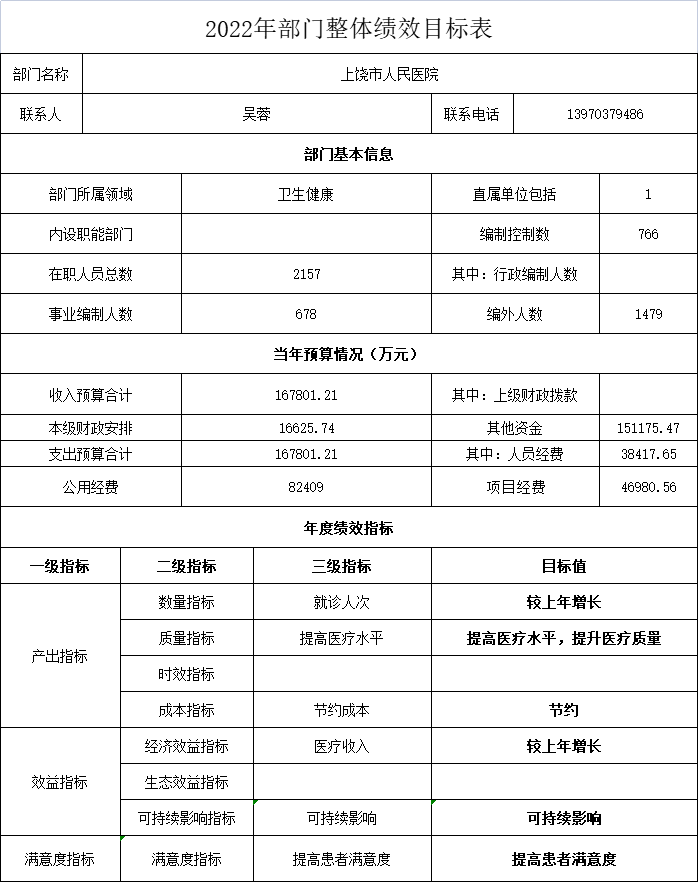 2022年部门整体绩效目标表
部门名称 上饶市人民医院
联系人 吴蓉 联系电话 13970379486
部门基本信息
部门所属领域 卫生健康 直属单位包括 1
内设职能部门 编制控制数 766
在职人员总数 2157 其中：行政编制人数
事业编制人数 678 编外人数 1479
当年预算情况（万元）
收入预算合计 167801.21 其中：上级财政拨款
本级财政安排 16625.74 其他资金 151175.47
支出预算合计 167801.21 其中：人员经费 38417.65
公用经费 82409 项目经费 46980.56
年度绩效指标
一级指标 二级指标 三级指标 目标值
产出指标 数量指标 就诊人次 较上年增长
质量指标 提高医疗水平 提高医疗水平，提升医疗质量
时效指标
成本指标 节约成本 节约
效益指标 经济效益指标 医疗收入 较上年增长
生态效益指标
可持续影响指标 可持续影响 可持续影响
满意度指标 满意度指标 提高患者满意度 提高患者满意度